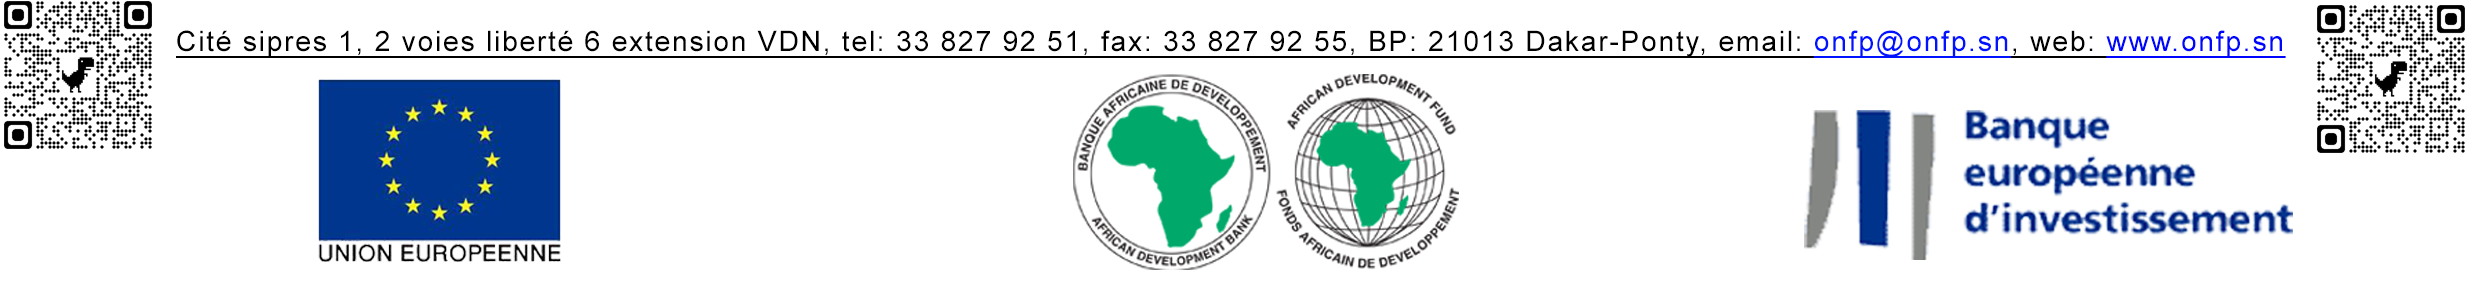 Cité sipres 1, 2 voies liberté 6 extension VDN, tel: 33 827 92 51, fax: 33 827 92 55, BP: 21013 Dakar-Ponty, email: onfp@onfp.sn, web: www.onfp.sn
UNION EUROPEENNE
BANQUE AFRICAINE DE DEVELOPPEMENT
AFRICAN DEVELOPMENT BANK
AFRICAN DEVELOPMENT FUND
FONDS AFRICAIN DE DEVELOPPEMENT
Banque
européenne
d'investissement